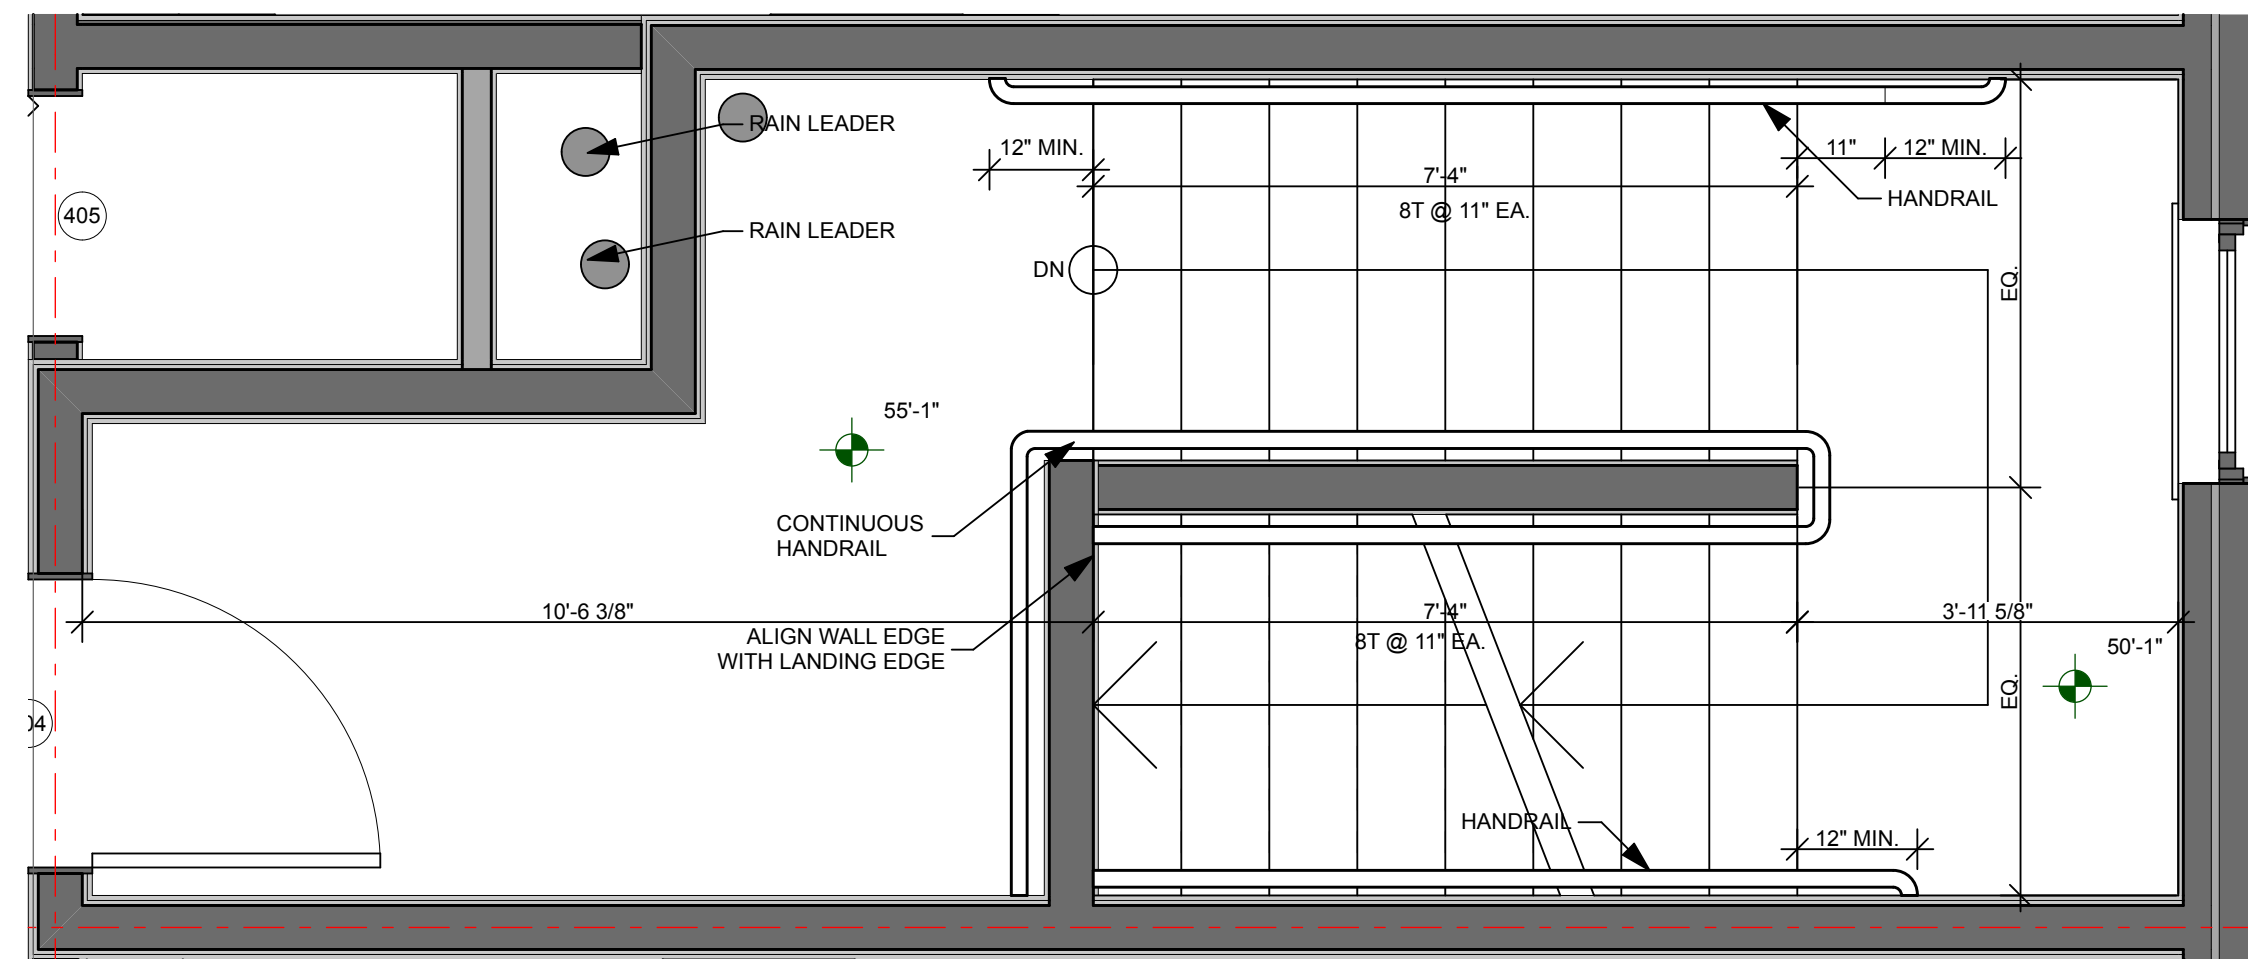 RAIN LEADER
12" MIN.
11"
12" MIN.
7'-4"
HANDRAIL
405
8T @ 11" EA.
RAIN LEADER
DN
EQ.
55'-1"
CONTINUOUS
HANDRAIL
10'-6 3/8"
7'-4"
3'-11 5/8"
ALIGN WALL EDGE
WITH LANDING EDGE
8T @ 11" EA.
50'-1"
EQ.
04
HANDRAIL
12" MIN.